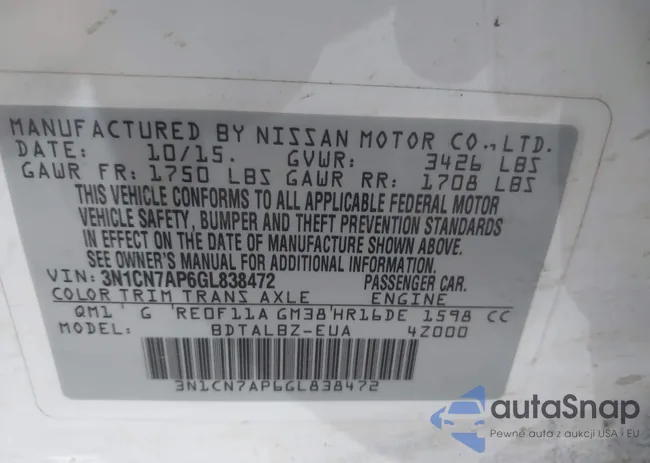 MANUFACTURED BY NISSAN MOTOR CO., LTD.
DATE: 10/15. GVWR: 3426 LBS
GAWR FR: 1750 LBS GAWR RR: 1708 LBS
THIS VEHICLE CONFORMS TO ALL APPLICABLE FEDERAL MOTOR
VEHICLE SAFETY, BUMPER AND THEFT PREVENTION STANDARDS
IN EFFECT ON THE DATE OF MANUFACTURE SHOWN ABOVE.
SEE OWNER'S MANUAL FOR ADDITIONAL INFORMATION.
VIN: 3N1CN7AP6GL838472 PASSENGER CAR.
COLOR TRIM TRANS AXLE ENGINE
QM1 G RE0F11A GM38 HR16DE 1598 CC
MODEL: BDTALBZ-EUA 4Z000
3N1CN7AP6GL838472
autoSnap
Pewne auto z aukcji USA i EU